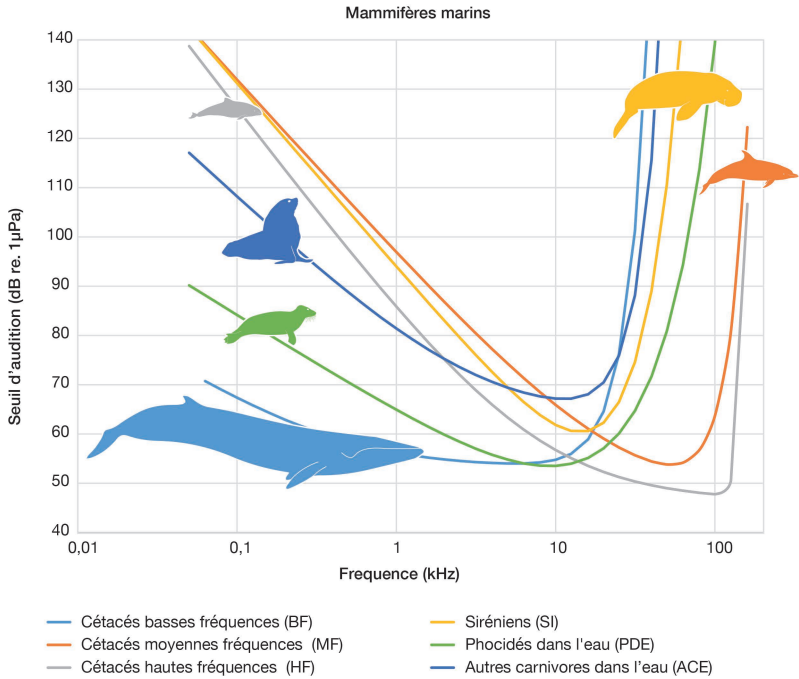 Mammifères marins
140
130
120
110
100
90
80
70
60
50
40
Seuil d'audition (dB re. 1µPa)
0,01
0,1
1
10
100
Frequence (kHz)
Cétacés basses fréquences (BF)
Cétacés moyennes fréquences (MF)
Cétacés hautes fréquences (HF)
Siréniens (SI)
Phocidés dans l'eau (PDE)
Autres carnivores dans l'eau (ACE)